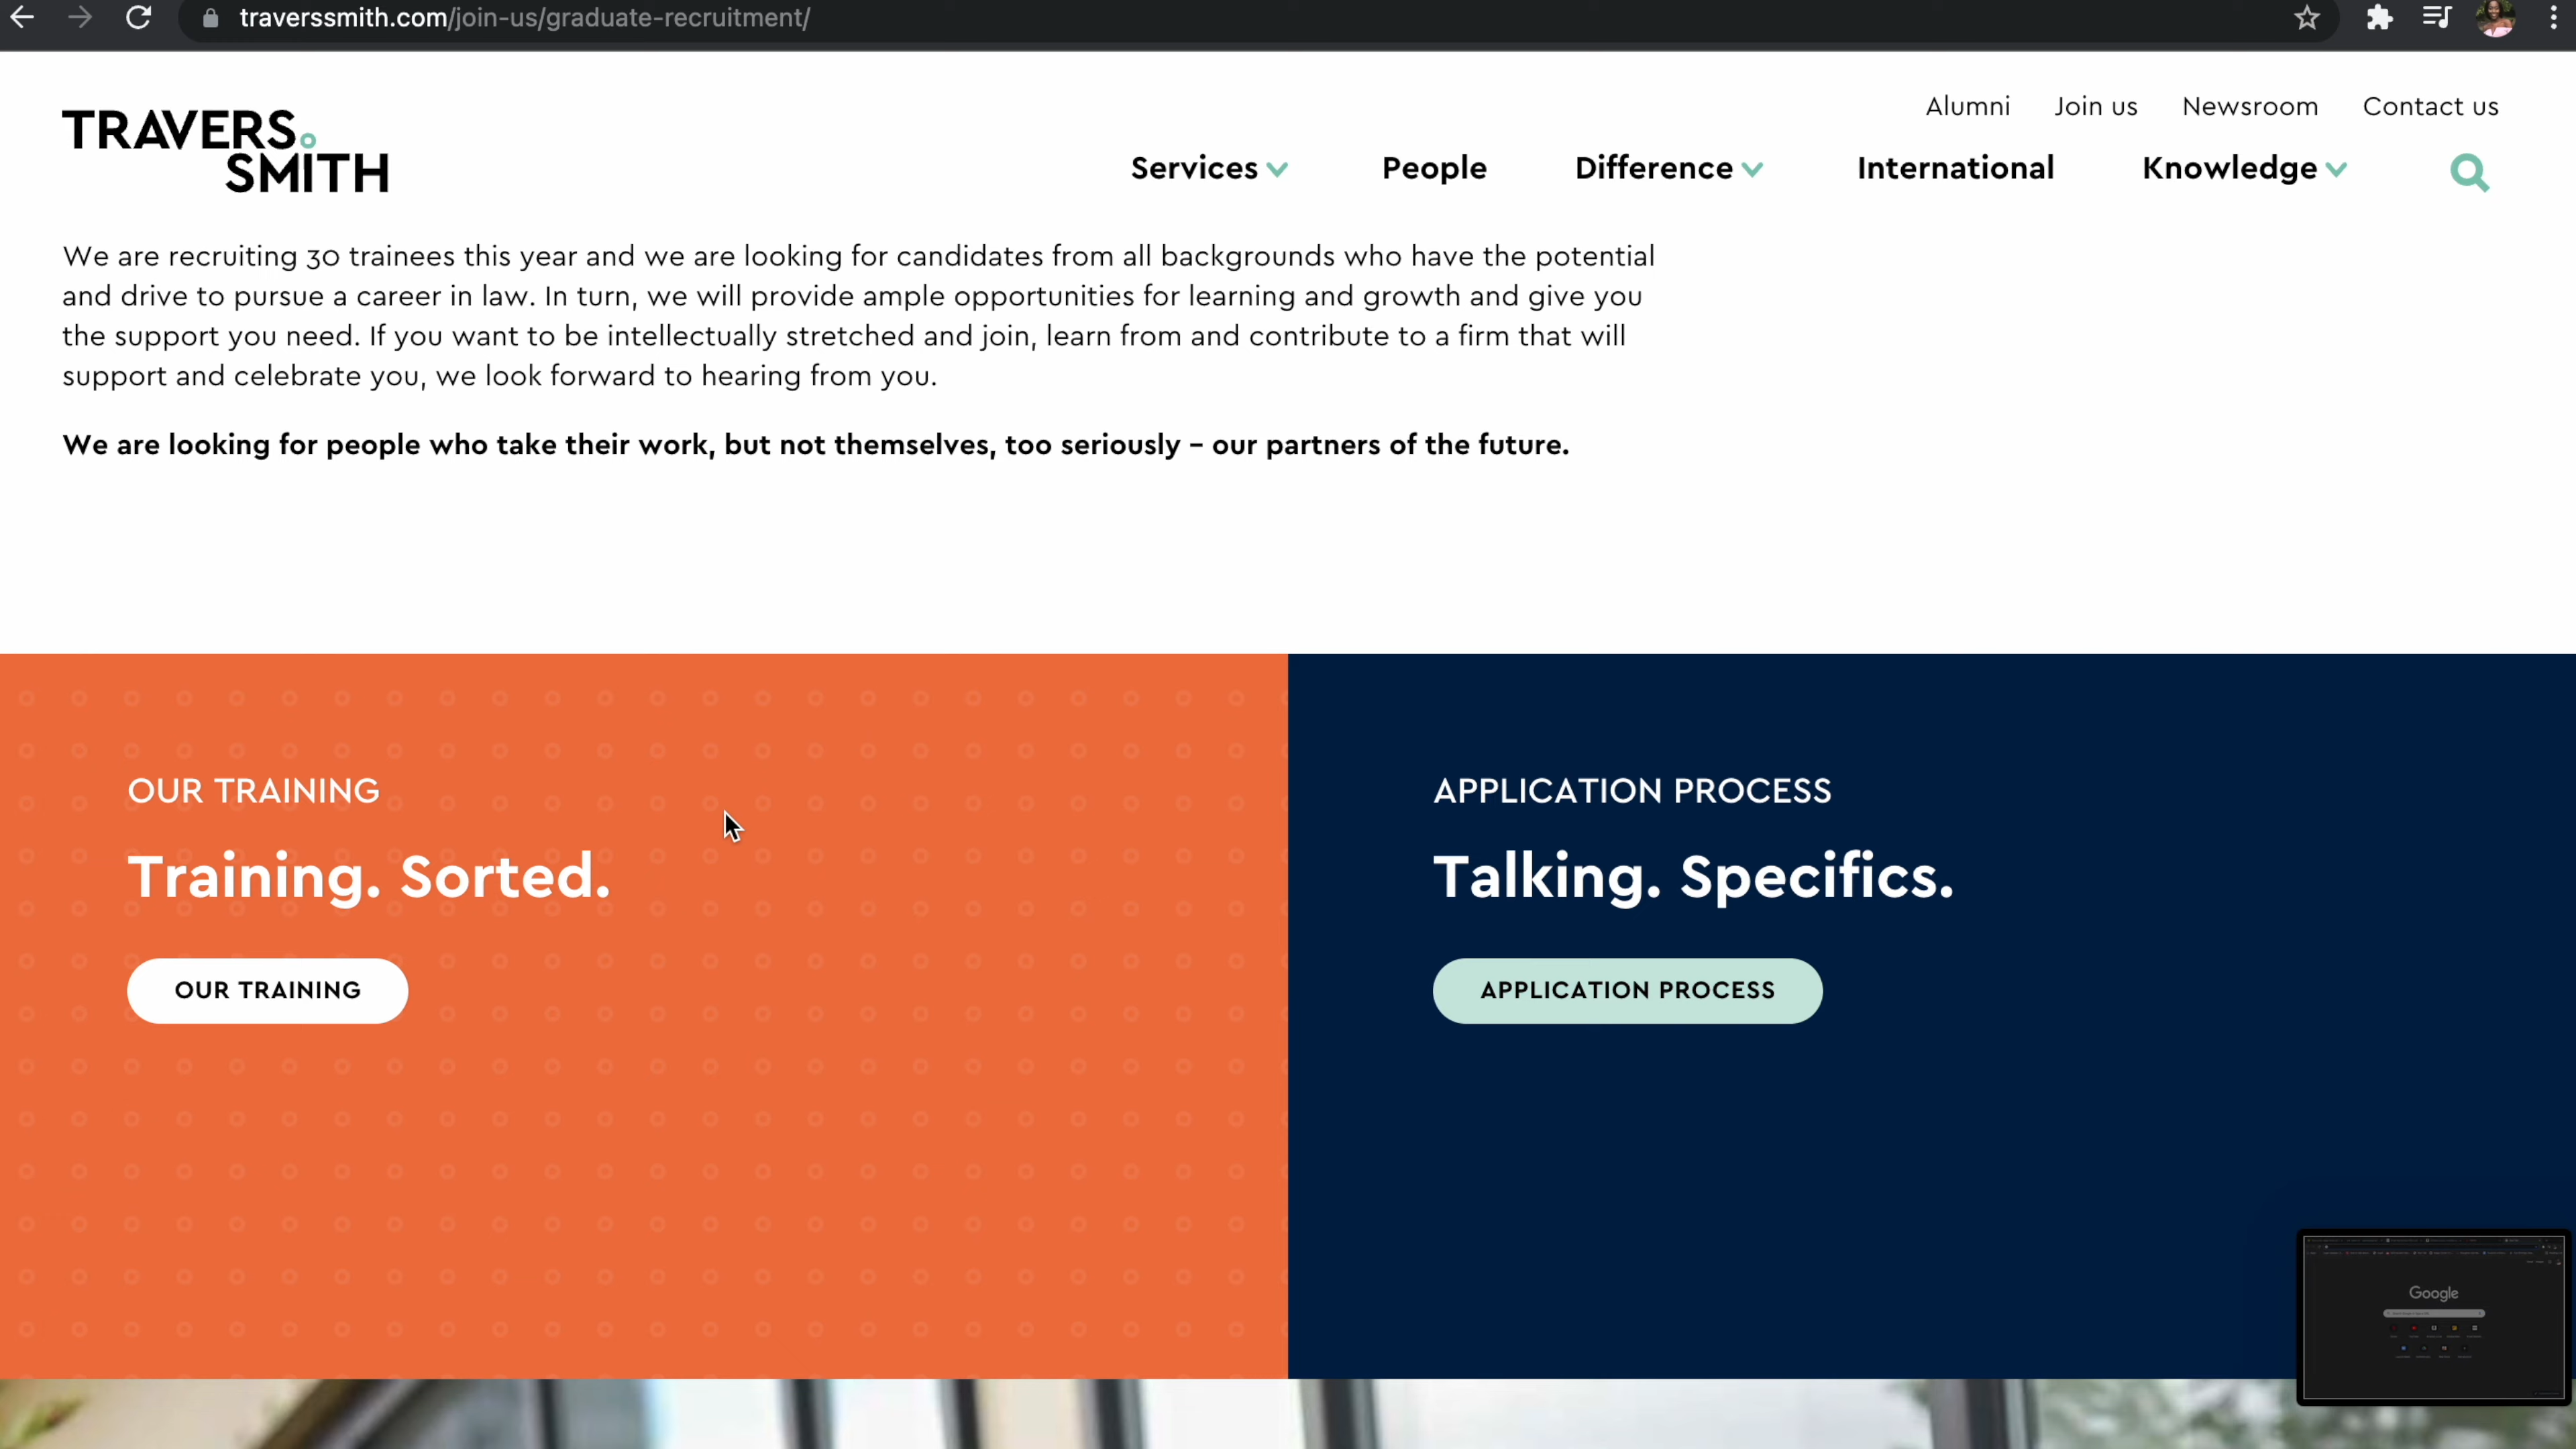 traverssmith.com/join-us/graduate-recruitment/
Alumni Join us Newsroom Contact us
TRAVERS
SMITH
Services People Difference International Knowledge
We are recruiting 30 trainees this year and we are looking for candidates from all backgrounds who have the potential
and drive to pursue a career in law. In turn, we will provide ample opportunities for learning and growth and give you
the support you need. If you want to be intellectually stretched and join, learn from and contribute to a firm that will
support and celebrate you, we look forward to hearing from you.
We are looking for people who take their work, but not themselves, too seriously – our partners of the future.
OUR TRAINING
Training. Sorted.
OUR TRAINING
APPLICATION PROCESS
Talking. Specifics.
APPLICATION PROCESS
Google